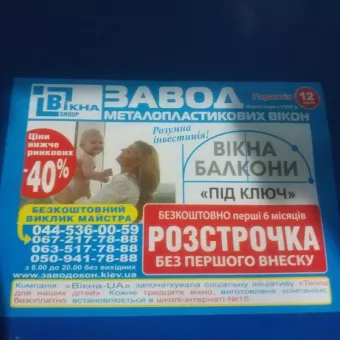 Вікна
GROUP
ЗАВОД
МЕТАЛОПЛАСТИКОВИХ ВІКОН
Гарантія 12
Розумна
інвестиція!
Ціни
нижче
ринкових
-40%
ВІКНА
БАЛКОНИ
«ПІД КЛЮЧ»
БЕЗКОШТОВНИЙ
ВИКЛИК МАЙСТРА
044-536-00-59
067-217-78-88
063-517-78-88
050-941-78-88
з 8.00 до 20.00 без вихідних
www.заводокон.kiev.ua
БЕЗКОШТОВНО перші 6 місяців
РОЗСТРОЧКА
БЕЗ ПЕРШОГО ВНЕСКУ
Компанія «Вікна-UA» започаткувала соціальну ініціативу «Тепло
для наших дітей» Кожне тридцяте вікно, виготовлене компанією
безоплатно встановлюється в школі-інтернаті №15